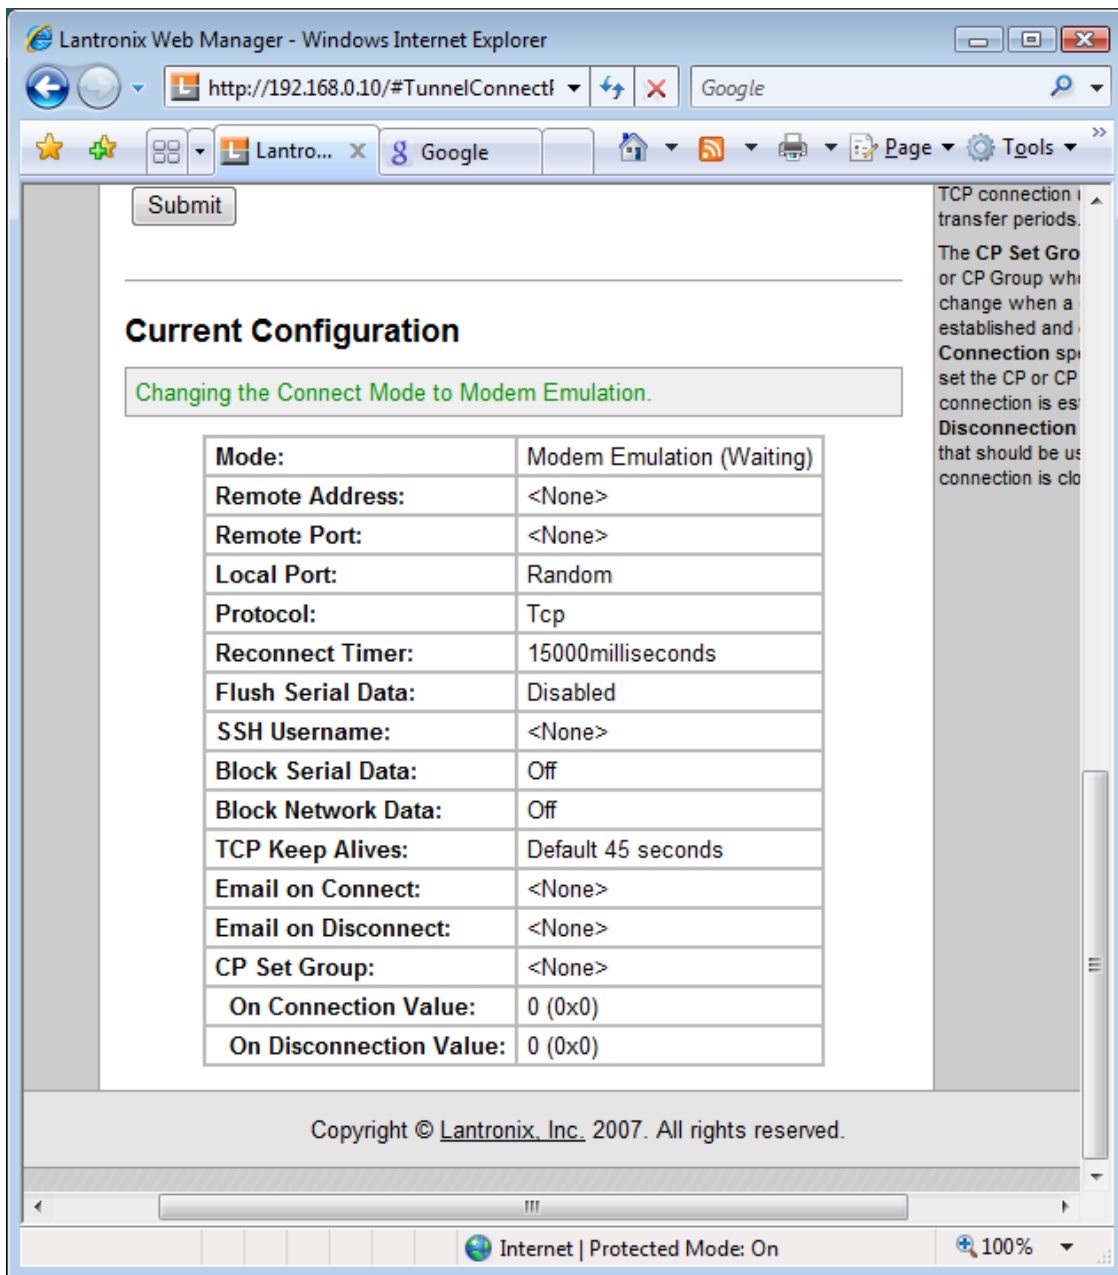 Lantronix Web Manager - Windows Internet Explorer
http://192.168.0.10/#TunnelConnect
Google
Lantro...
Google
Page
Tools
Submit
TCP connection
transfer periods.
The CP Set Gro
or CP Group wh
change when a
established and
Connection sp
set the CP or CP
connection is es
Disconnection
that should be us
connection is clo
Current Configuration
Changing the Connect Mode to Modem Emulation.
Mode: Modem Emulation (Waiting)
Remote Address: <None>
Remote Port: <None>
Local Port: Random
Protocol: Tcp
Reconnect Timer: 15000milliseconds
Flush Serial Data: Disabled
SSH Username: <None>
Block Serial Data: Off
Block Network Data: Off
TCP Keep Alives: Default 45 seconds
Email on Connect: <None>
Email on Disconnect: <None>
CP Set Group: <None>
On Connection Value: 0 (0x0)
On Disconnection Value: 0 (0x0)
Copyright © Lantronix, Inc. 2007. All rights reserved.
Internet | Protected Mode: On
100%